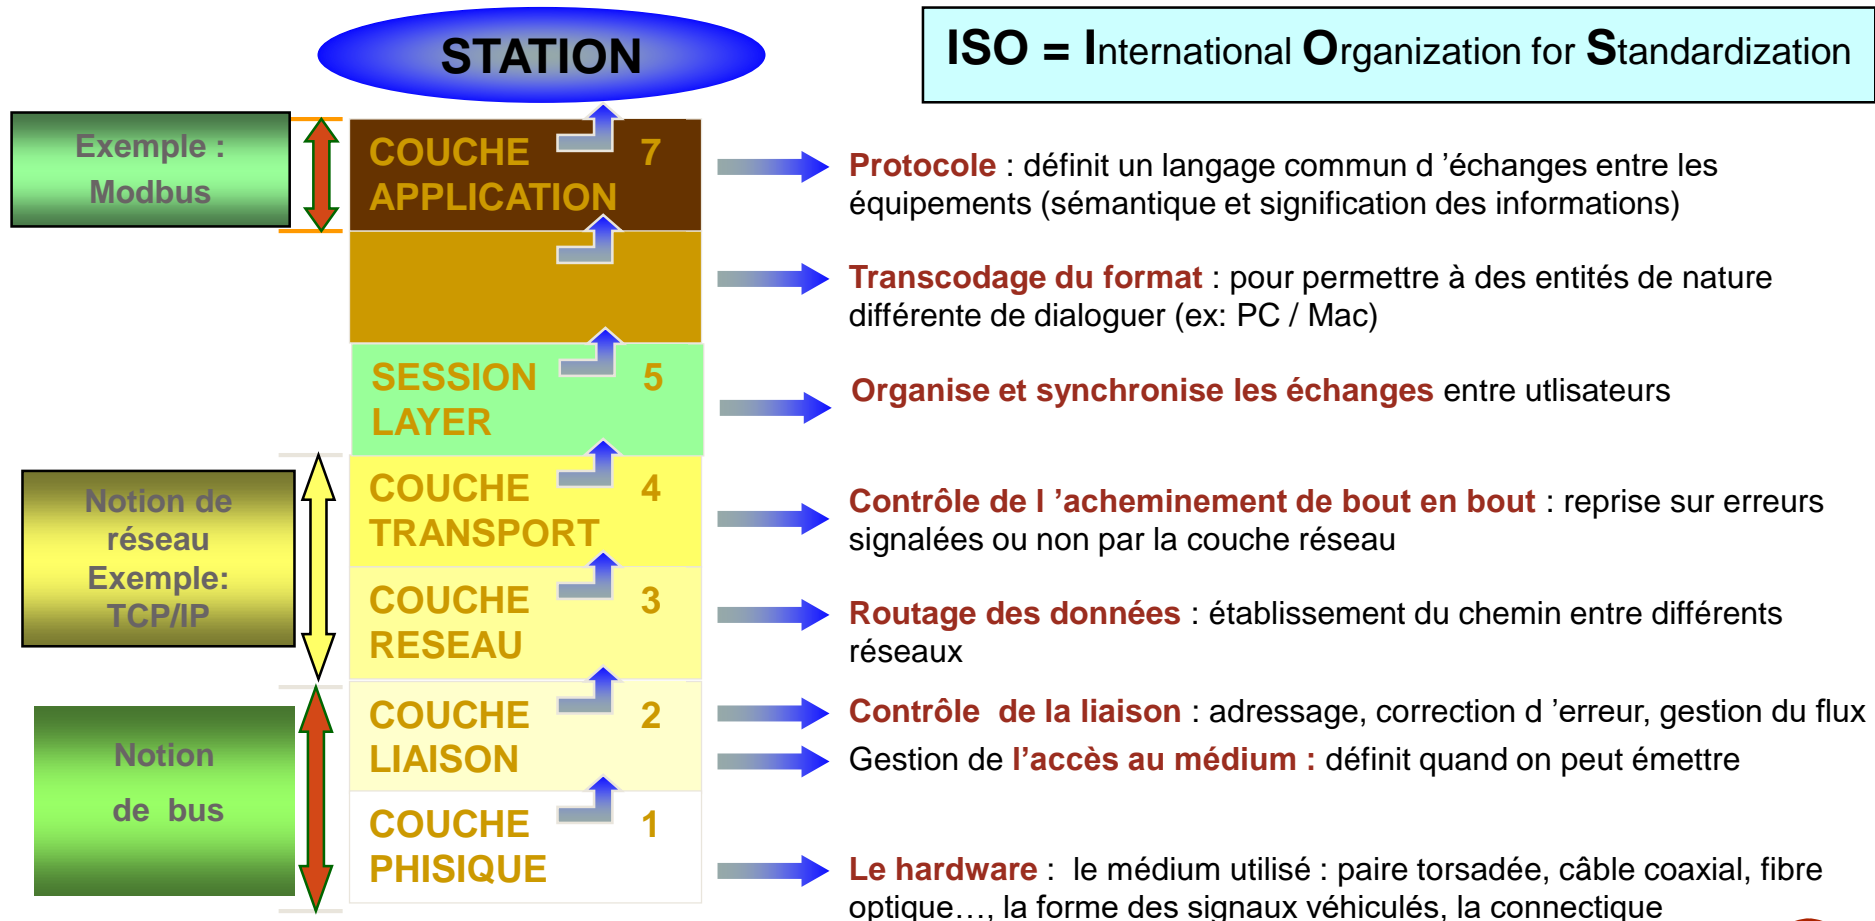 STATION
ISO = International Organization for Standardization
Exemple :
Modbus
COUCHE 7
APPLICATION
Protocole : définit un langage commun d ’échanges entre les
équipements (sémantique et signification des informations)
Transcodage du format : pour permettre à des entités de nature
différente de dialoguer (ex: PC / Mac)
SESSION 5
LAYER
Organise et synchronise les échanges entre utlisateurs
Notion de
réseau
Exemple:
TCP/IP
COUCHE 4
TRANSPORT
Contrôle de l ’acheminement de bout en bout : reprise sur erreurs
signalées ou non par la couche réseau
COUCHE 3
RESEAU
Routage des données : établissement du chemin entre différents
réseaux
Notion
de bus
COUCHE 2
LIAISON
Contrôle de la liaison : adressage, correction d ’erreur, gestion du flux
Gestion de l’accès au médium : définit quand on peut émettre
COUCHE 1
PHISIQUE
Le hardware : le médium utilisé : paire torsadée, câble coaxial, fibre
optique…, la forme des signaux véhiculés, la connectique